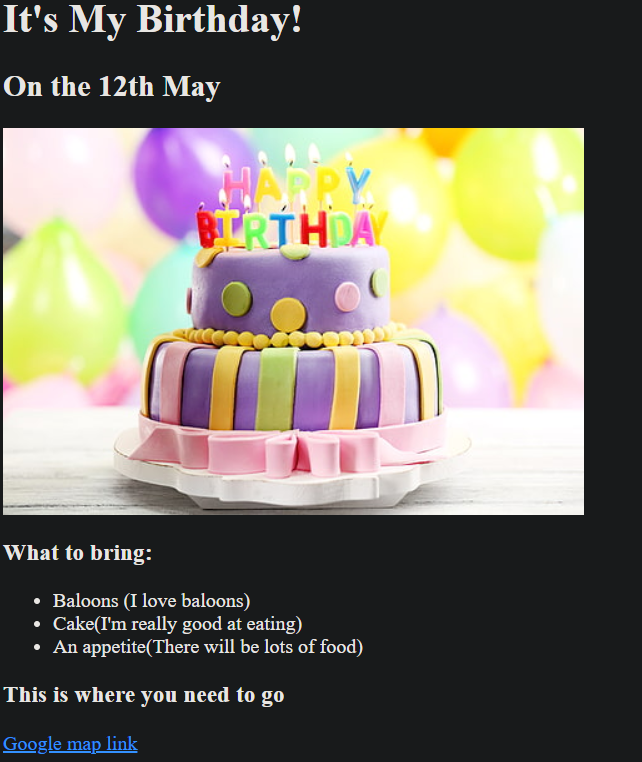 It's My Birthday!
On the 12th May
HAPPY
BIRTHDAY
What to bring:
Baloons (I love baloons)
Cake(I'm really good at eating)
An appetite(There will be lots of food)
This is where you need to go
Google map link